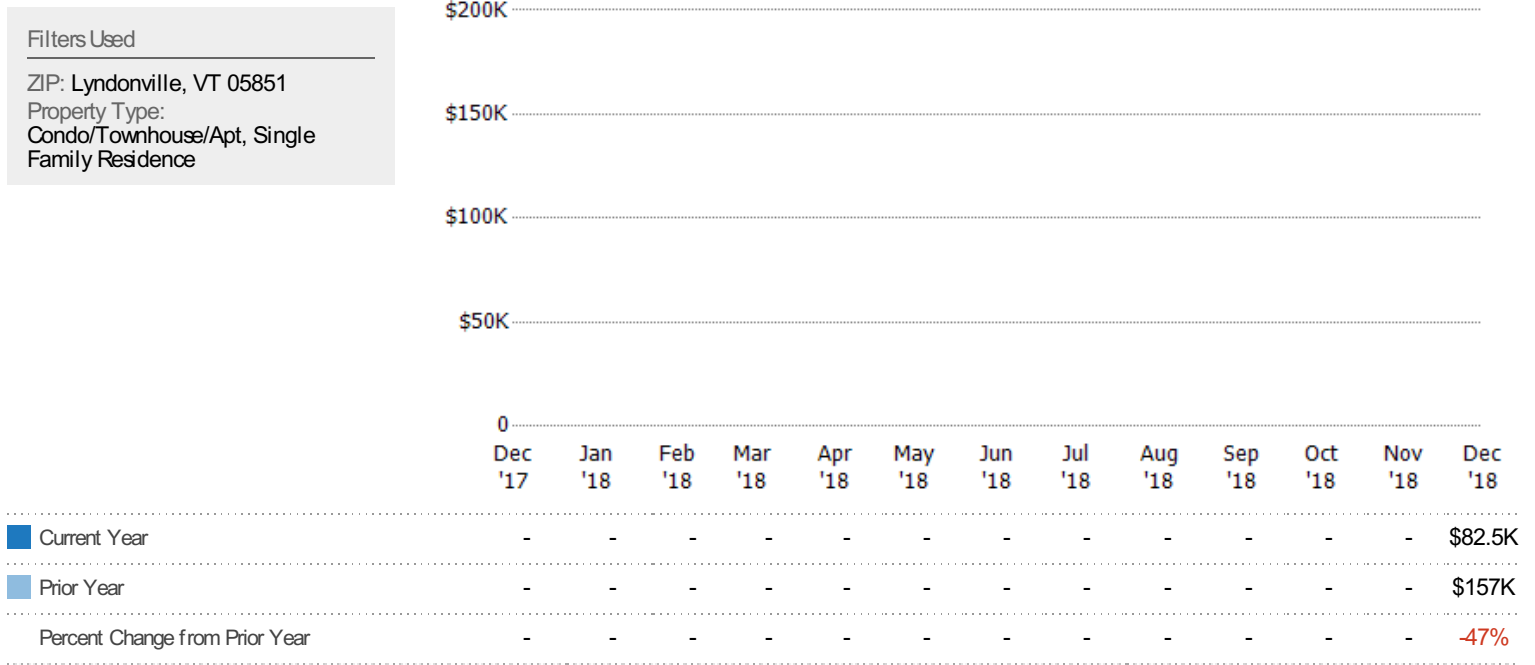 Filters Used
ZIP: Lyndonville, VT 05851
Property Type:
Condo/Townhouse/Apt, Single
Family Residence
$200K
$150K
$100K
$50K
0
Dec '17 Jan '18 Feb '18 Mar '18 Apr '18 May '18 Jun '18 Jul '18 Aug '18 Sep '18 Oct '18 Nov '18 Dec '18
Current Year - - - - - - - - - - - - $82.5K
Prior Year - - - - - - - - - - - - $157K
Percent Change from Prior Year - - - - - - - - - - - - -47%